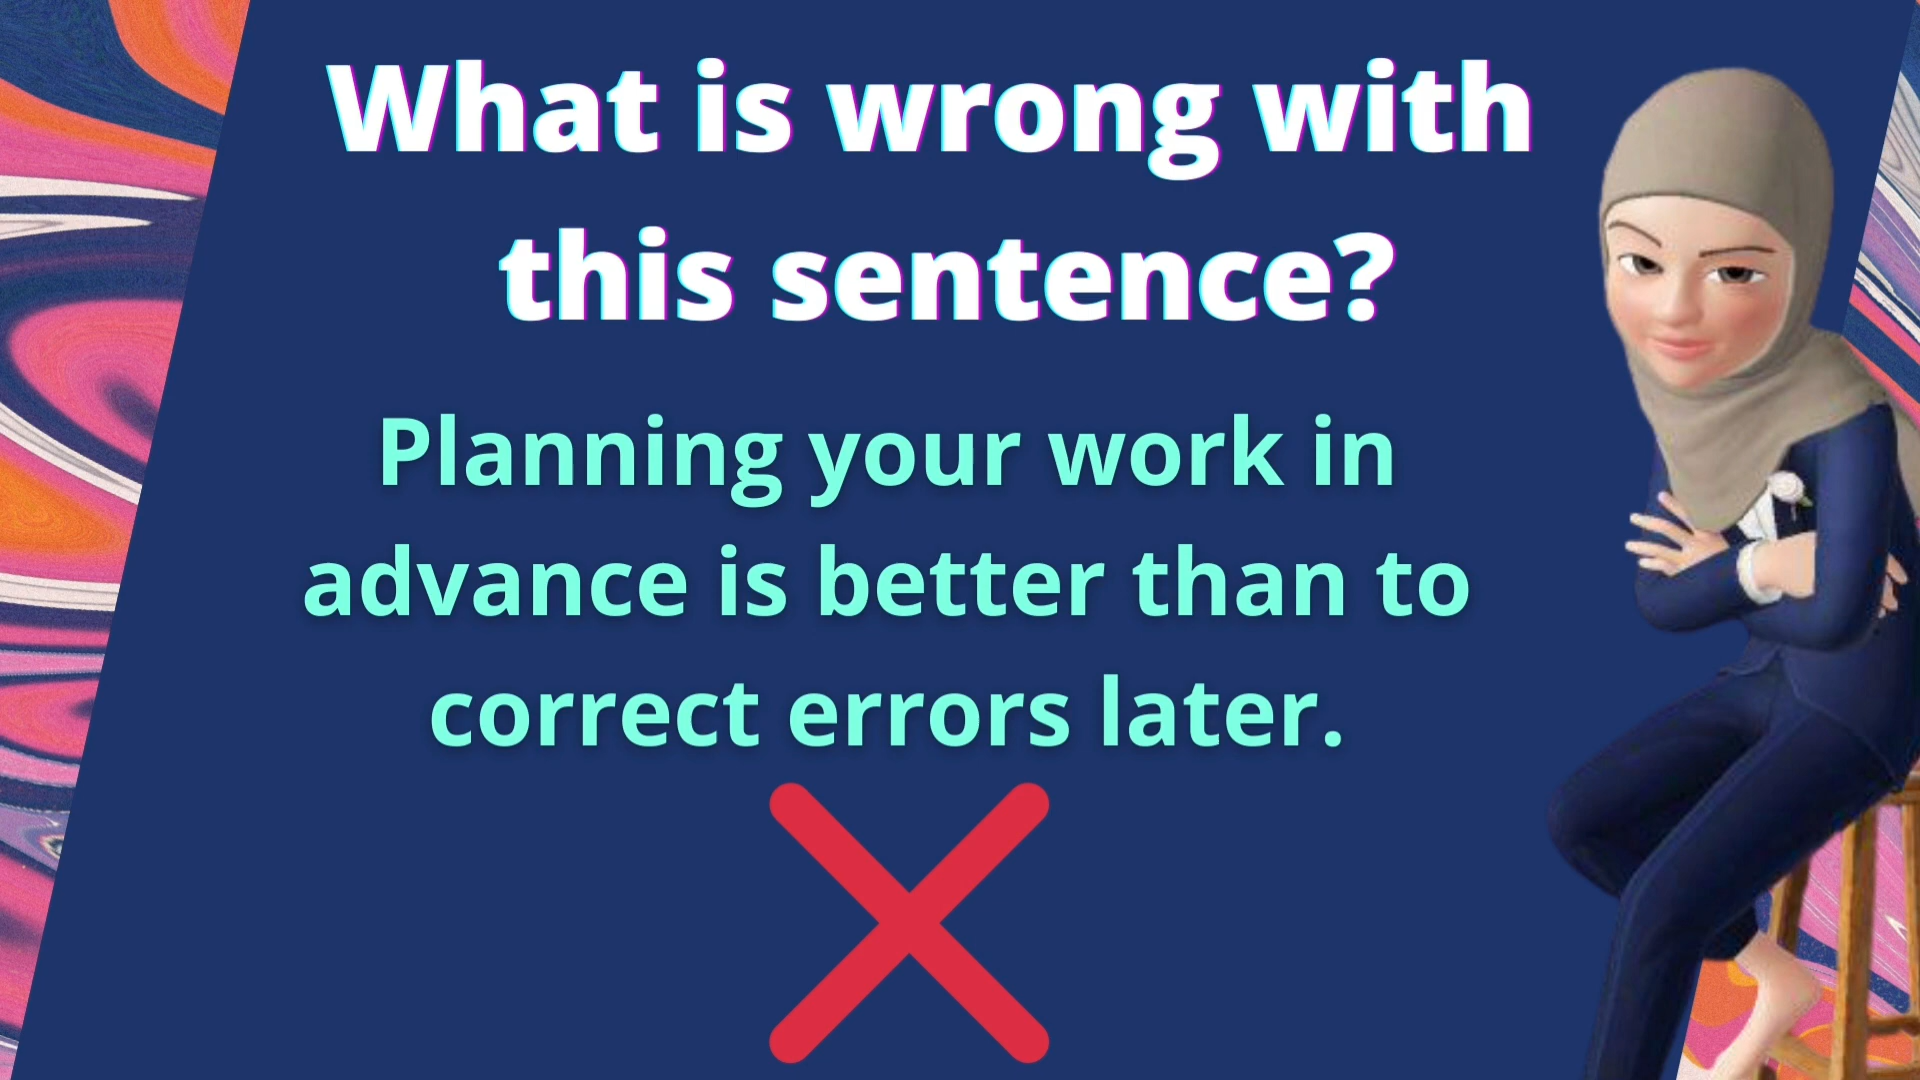 What is wrong with
this sentence?
Planning your work in
advance is better than to
correct errors later.